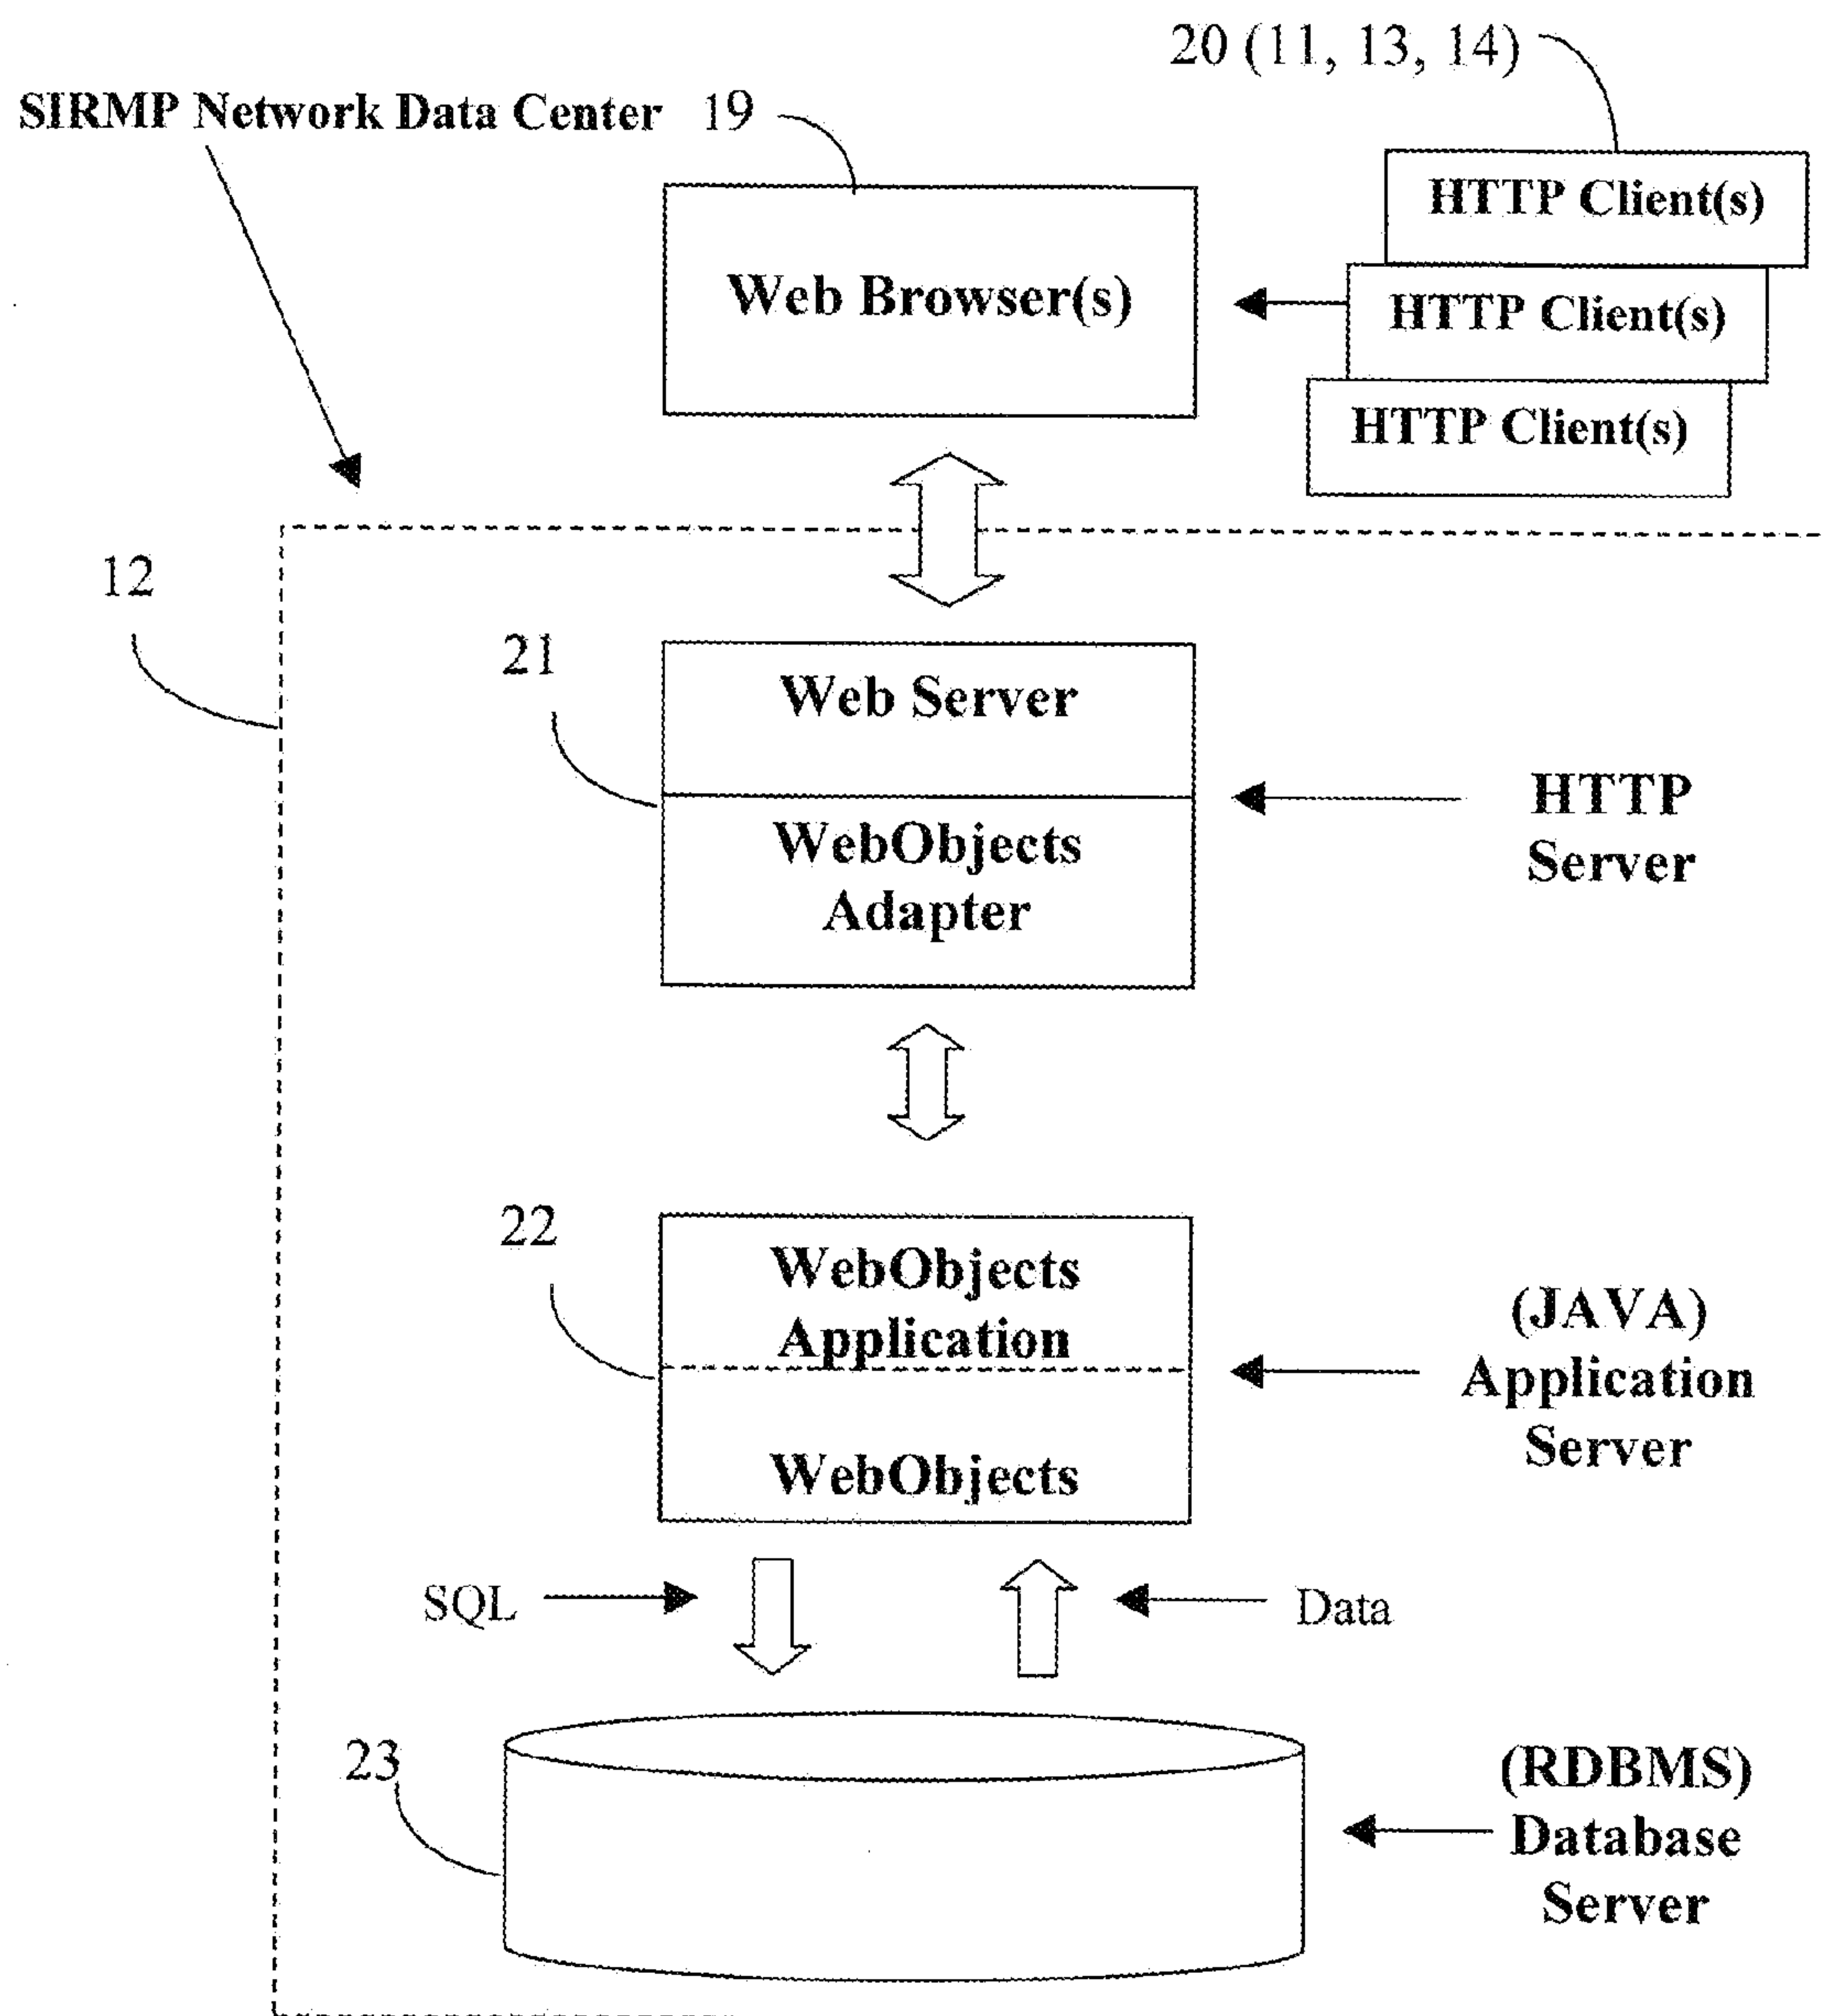 20 (11, 13, 14)
SIRMP Network Data Center 19
HTTP Client(s)
Web Browser(s)
HTTP Client(s)
HTTP Client(s)
12
21
Web Server
WebObjects
Adapter
HTTP
Server
22
WebObjects
Application
WebObjects
(JAVA)
Application
Server
SQL
Data
23
(RDBMS)
Database
Server